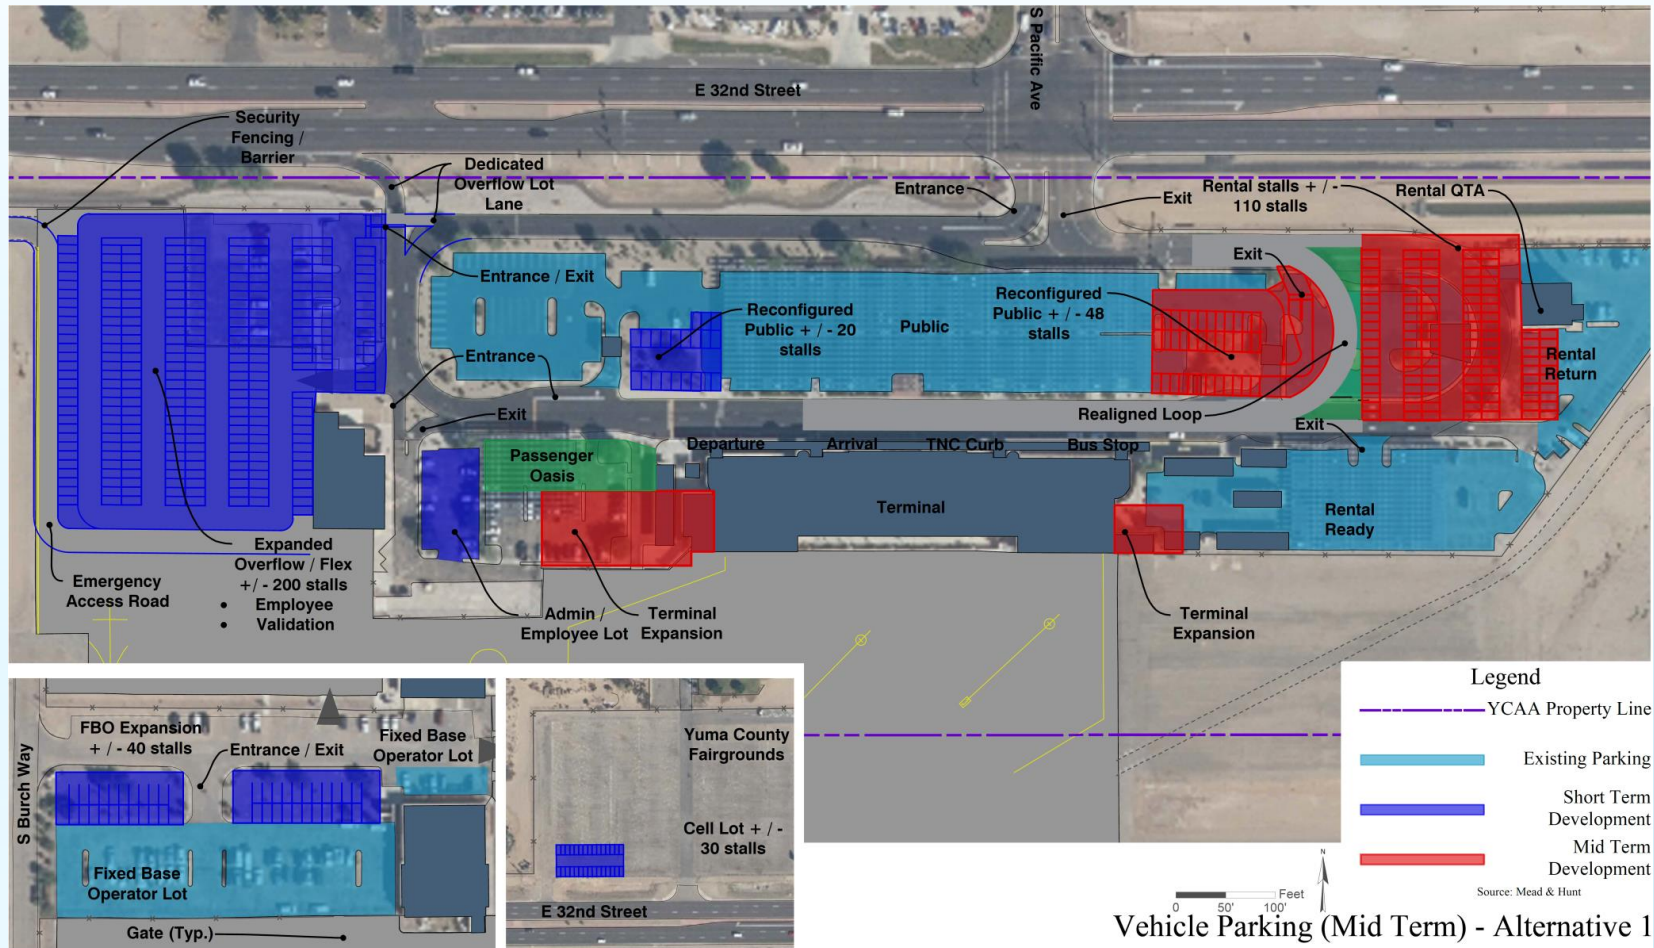 S Pacific Ave
E 32nd Street
Security
Fencing /
Barrier
Dedicated
Overflow Lot
Lane
Entrance
Exit
Rental stalls + / -
110 stalls
Rental QTA
Entrance / Exit
Exit
Reconfigured
Public + / - 20
stalls
Public
Reconfigured
Public + / - 48
stalls
Entrance
Rental
Return
Exit
Realigned Loop
Exit
Departure
Arrival
TNC Curb
Bus Stop
Passenger
Oasis
Terminal
Rental
Ready
Expanded
Overflow / Flex
+ / - 200 stalls
• Employee
• Validation
Emergency
Access Road
Admin /
Employee Lot
Terminal
Expansion
Terminal
Expansion
S Burch Way
FBO Expansion
+ / - 40 stalls
Entrance / Exit
Fixed Base
Operator Lot
Fixed Base
Operator Lot
Gate (Typ.)
Yuma County
Fairgrounds
Cell Lot + / -
30 stalls
E 32nd Street
Legend
YCAA Property Line
Existing Parking
Short Term
Development
Mid Term
Development
Source: Mead & Hunt
N
Feet
0 50' 100'
Vehicle Parking (Mid Term) - Alternative 1